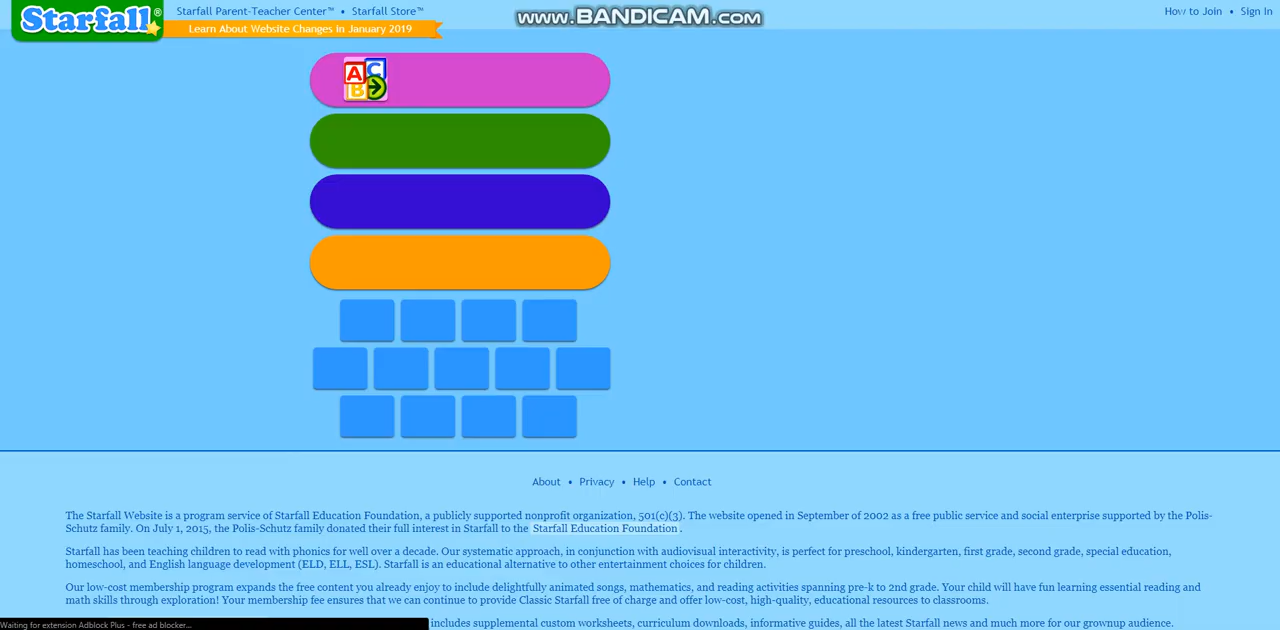 Starfall®
Starfall Parent-Teacher Center™ • Starfall Store™
www.BANDICAM.com
How to Join • Sign In
Learn About Website Changes in January 2019
A C
B
About • Privacy • Help • Contact
The Starfall Website is a program service of Starfall Education Foundation, a publicly supported nonprofit organization, 501(c)(3). The website opened in September of 2002 as a free public service and social enterprise supported by the Polis-
Schutz family. On July 1, 2015, the Polis-Schutz family donated their full interest in Starfall to the Starfall Education Foundation.
Starfall has been teaching children to read with phonics for well over a decade. Our systematic approach, in conjunction with audiovisual interactivity, is perfect for preschool, kindergarten, first grade, second grade, special education,
homeschool, and English language development (ELD, ELL, ESL). Starfall is an educational alternative to other entertainment choices for children.
Our low-cost membership program expands the free content you already enjoy to include delightfully animated songs, mathematics, and reading activities spanning pre-k to 2nd grade. Your child will have fun learning essential reading and
math skills through exploration! Your membership fee ensures that we can continue to provide Classic Starfall free of charge and offer low-cost, high-quality, educational resources to classrooms.
Waiting for extension Adblock Plus - free ad blocker...
includes supplemental custom worksheets, curriculum downloads, informative guides, all the latest Starfall news and much more for our grownup audience.